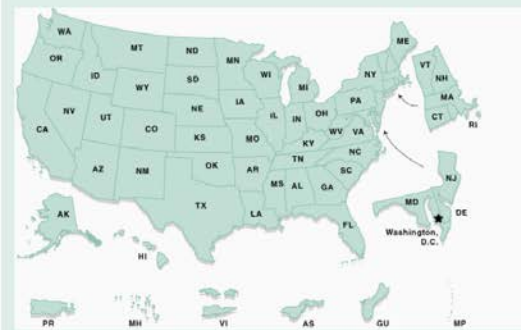 WA
OR
ID
MT
WY
NV
UT
CA
AZ
CO
NM
ND
SD
NE
KS
OK
TX
MN
IA
MO
AR
LA
WI
IL
MS
MI
IN
OH
KY
TN
AL
GA
FL
SC
NC
WV
VA
PA
NY
ME
VT
NH
MA
CT
RI
NJ
MD
DE
Washington,
D.C.
AK
HI
PR
MH
VI
AS
GU
MP